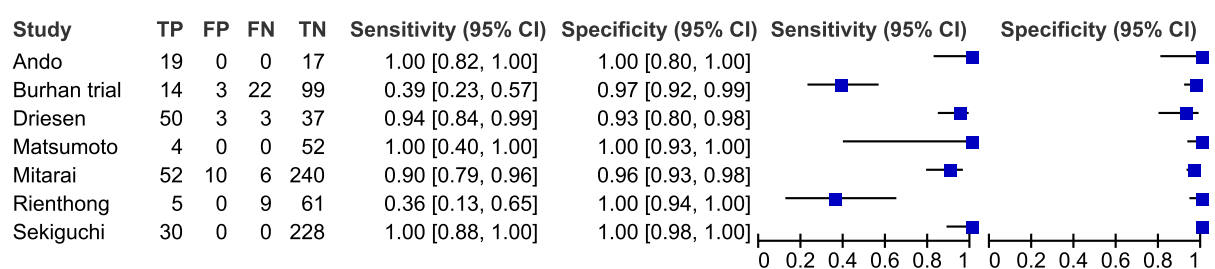 Study TP FP FN TN Sensitivity (95% CI) Specificity (95% CI) Sensitivity (95% CI) Specificity (95% CI)
Ando 19 0 0 17 1.00 [0.82, 1.00] 1.00 [0.80, 1.00]
Burhan trial 14 3 22 99 0.39 [0.23, 0.57] 0.97 [0.92, 0.99]
Driesen 50 3 3 37 0.94 [0.84, 0.99] 0.93 [0.80, 0.98]
Matsumoto 4 0 0 52 1.00 [0.40, 1.00] 1.00 [0.93, 1.00]
Mitarai 52 10 6 240 0.90 [0.79, 0.96] 0.96 [0.93, 0.98]
Rienthong 5 0 9 61 0.36 [0.13, 0.65] 1.00 [0.94, 1.00]
Sekiguchi 30 0 0 228 1.00 [0.88, 1.00] 1.00 [0.98, 1.00]
0 0.2 0.4 0.6 0.8 1 0 0.2 0.4 0.6 0.8 1